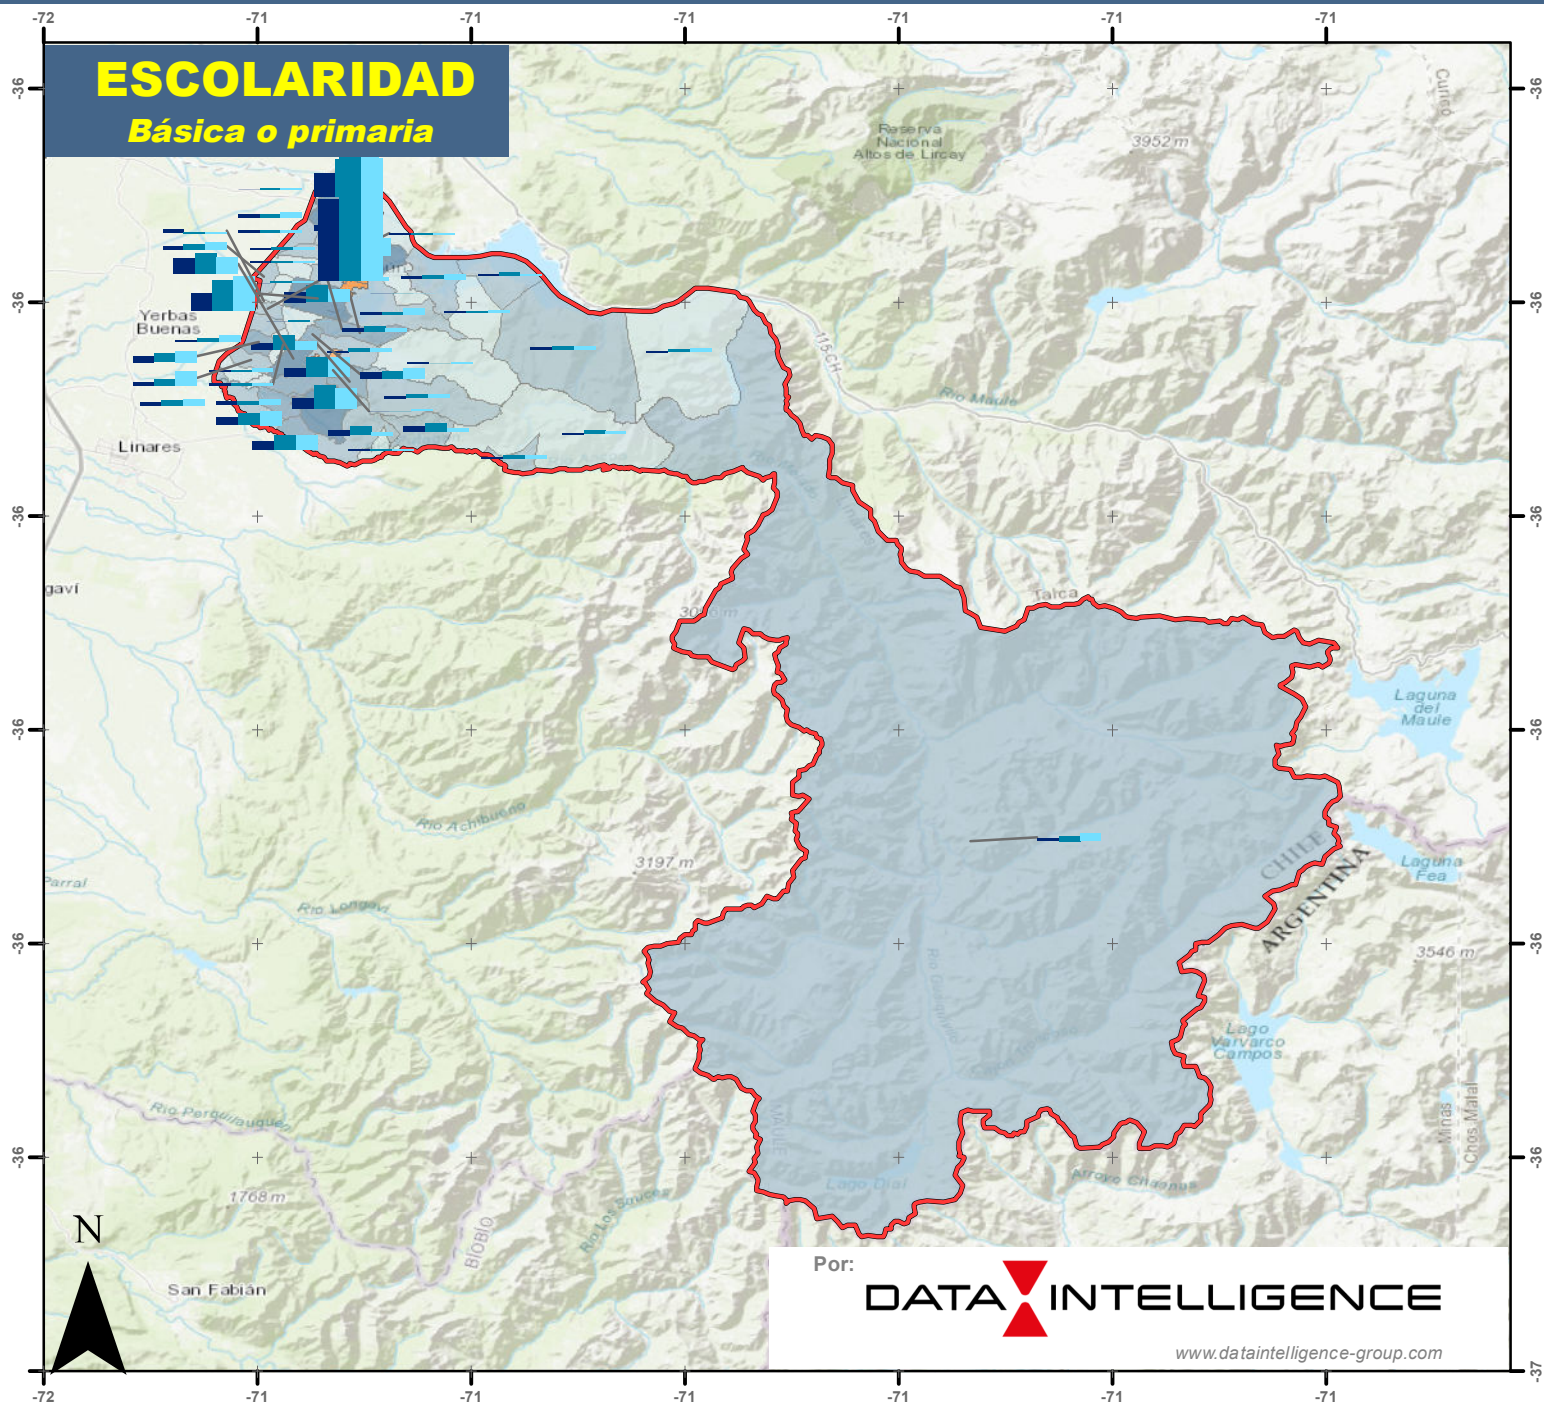 -72 -71 -71 -71 -71 -71 -71
ESCOLARIDAD
Básica o primaria
Reserva
Nacional
Altos de Lircay
3952 m
Curicó
-36
-36
-36
-36
-36
-36
-36
-36
-36
-36
-36
-36
-37
Yerbas
Buenas
115-CH
Río Maule
Linares
Talca
Laguna
del
Maule
Río Achibueno
3197 m
CHILE
ARGENTINA
Laguna
Fea
Parral
Río Longaví
3546 m
Lago
Varvarco
Campos
Río Perquilauquén
Minas
Chos Malal
Lago Dial
1768 m
Río Los Sauces
BIOBÍO
N
San Fabián
Por:
DATA INTELLIGENCE
www.dataintelligence-group.com
-72 -71 -71 -71 -71 -71 -71